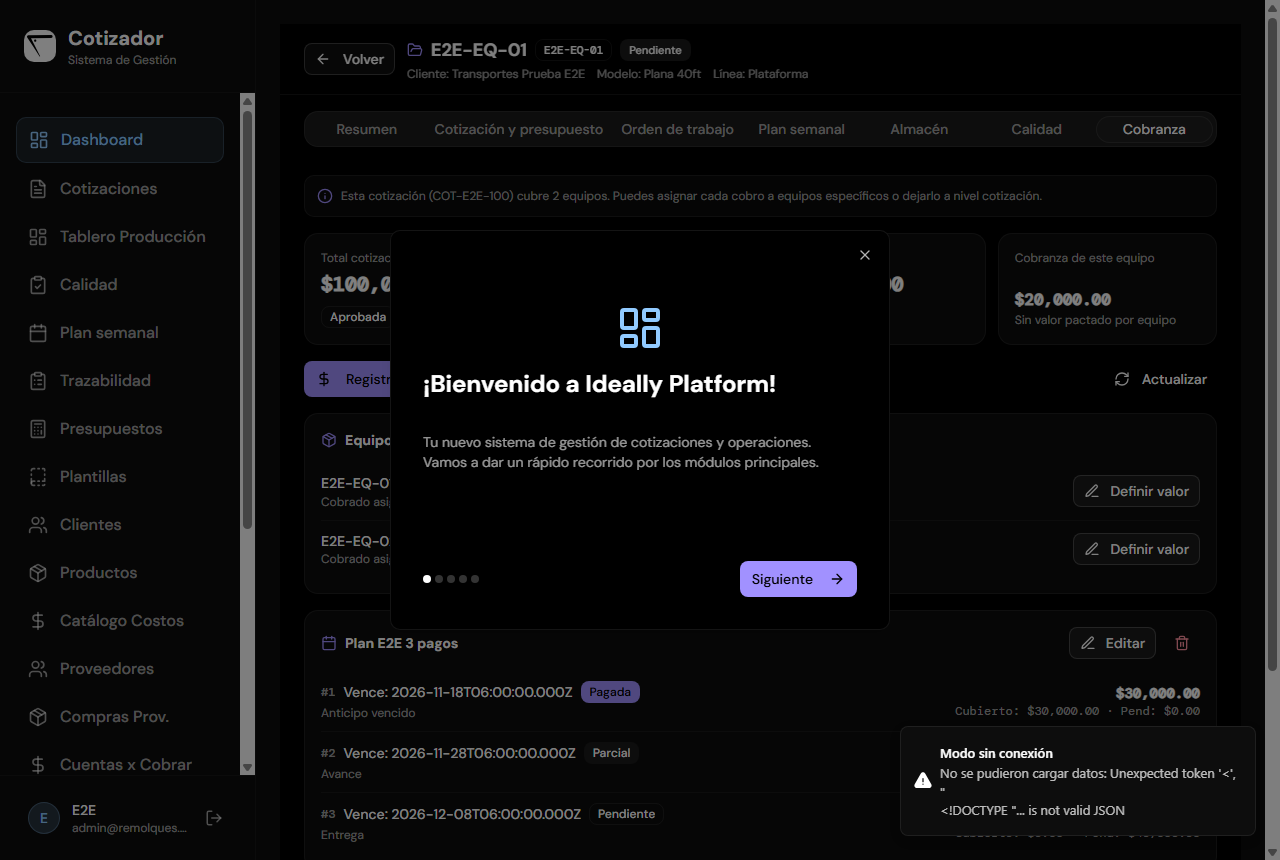 Cotizador
Sistema de Gestión
Dashboard
Cotizaciones
Tablero Producción
Calidad
Plan semanal
Trazabilidad
Presupuestos
Plantillas
Clientes
Productos
Catálogo Costos
Proveedores
Compras Prov.
Cuentas x Cobrar
E
E2E
admin@remolques....
Volver
E2E-EQ-01
E2E-EQ-01
Pendiente
Cliente: Transportes Prueba E2E Modelo: Plana 40ft Línea: Plataforma
Resumen
Cotización y presupuesto
Orden de trabajo
Plan semanal
Almacén
Calidad
Cobranza
Esta cotización (COT-E2E-100) cubre 2 equipos. Puedes asignar cada cobro a equipos específicos o dejarlo a nivel cotización.
Total cotizac
$100,0
Aprobada
Cobranza de este equipo
$20,000.00
Sin valor pactado por equipo
$ Registr
Actualizar
Equipo
E2E-EQ-0
Cobrado asi
Definir valor
E2E-EQ-0
Cobrado asi
Definir valor
¡Bienvenido a Ideally Platform!
Tu nuevo sistema de gestión de cotizaciones y operaciones.
Vamos a dar un rápido recorrido por los módulos principales.
Siguiente
Plan E2E 3 pagos
Editar
#1 Vence: 2026-11-18T06:00:00.000Z Pagada
Anticipo vencido
$30,000.00
Cubierto: $30,000.00 · Pend: $0.00
#2 Vence: 2026-11-28T06:00:00.000Z Parcial
Avance
#3 Vence: 2026-12-08T06:00:00.000Z Pendiente
Entrega
Modo sin conexión
No se pudieron cargar datos: Unexpected token '<',
"
<!DOCTYPE "... is not valid JSON